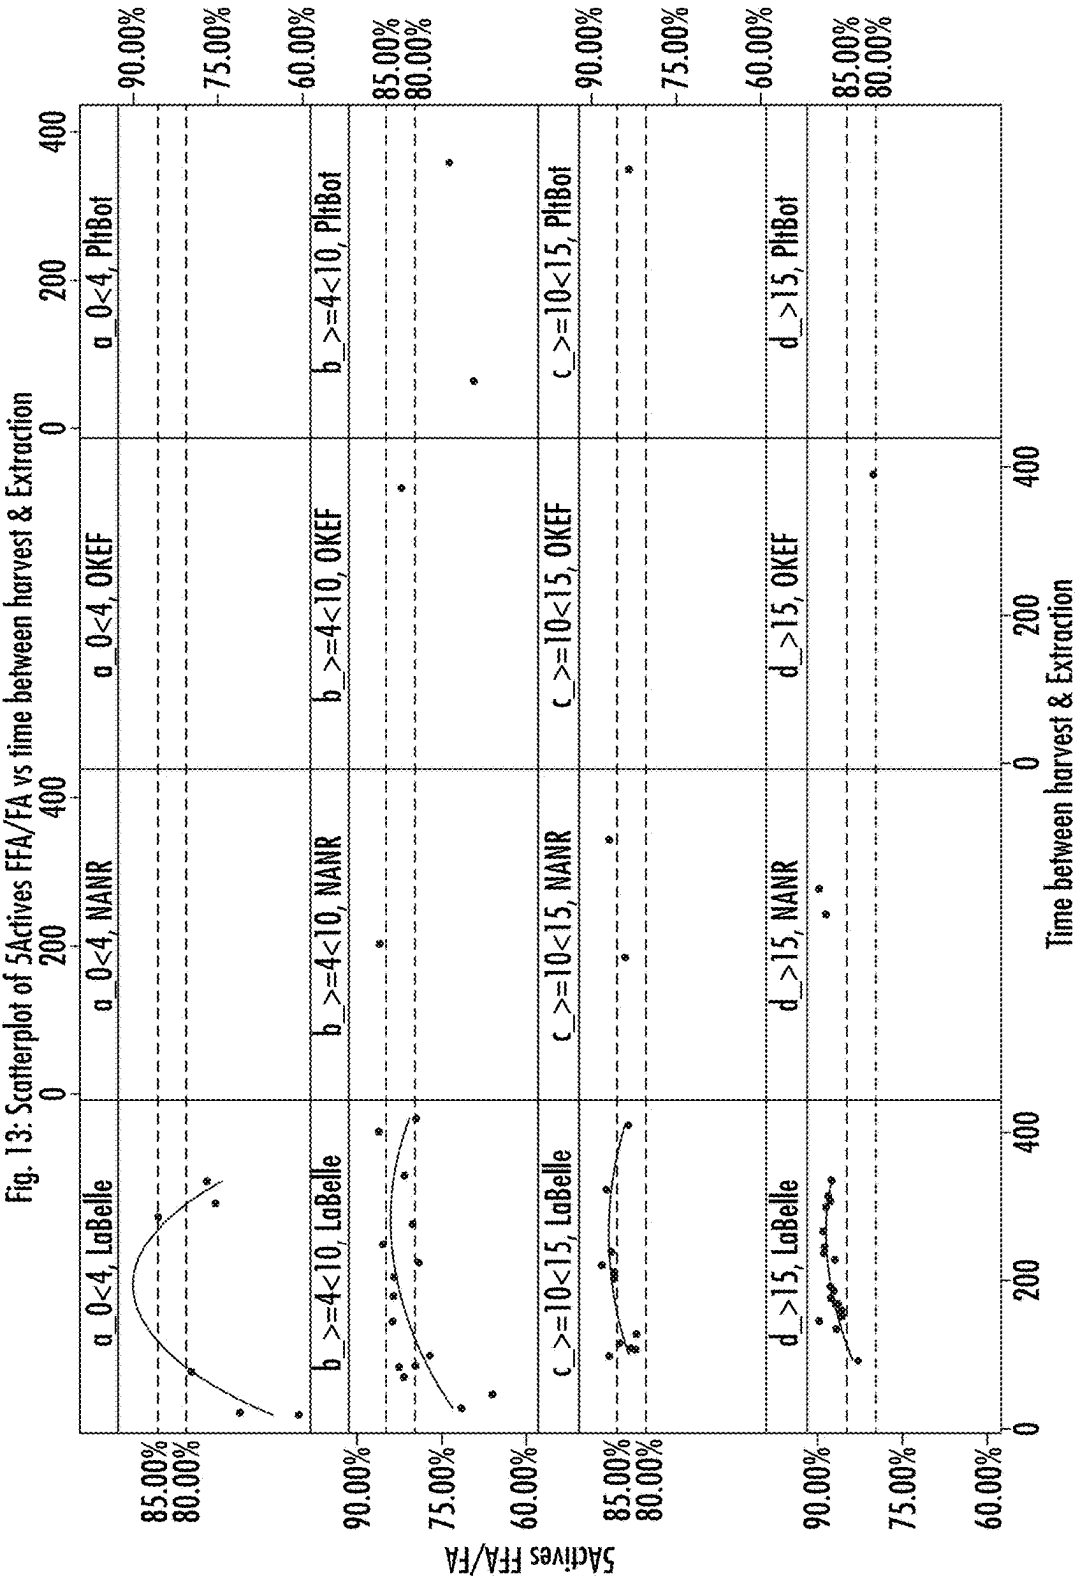 Fig. 13: Scatterplot of 5Actives FFA/FA vs time between harvest & Extraction
0 200 400 0 200 400
a_0<4, LaBelle a_0<4, NANR a_0<4, OKEF a_0<4, PltBot
90.00%
85.00%
80.00%
75.00%
60.00%
b_>=4<10, LaBelle b_>=4<10, NANR b_>=4<10, OKEF b_>=4<10, PltBot
90.00%
85.00%
80.00%
75.00%
60.00%
c_>=10<15, LaBelle c_>=10<15, NANR c_>=10<15, OKEF c_>=10<15, PltBot
90.00%
85.00%
80.00%
75.00%
60.00%
d_>15, LaBelle d_>15, NANR d_>15, OKEF d_>15, PltBot
90.00%
85.00%
80.00%
75.00%
60.00%
0 200 400 0 200 400
5Actives FFA/FA
Time between harvest & Extraction